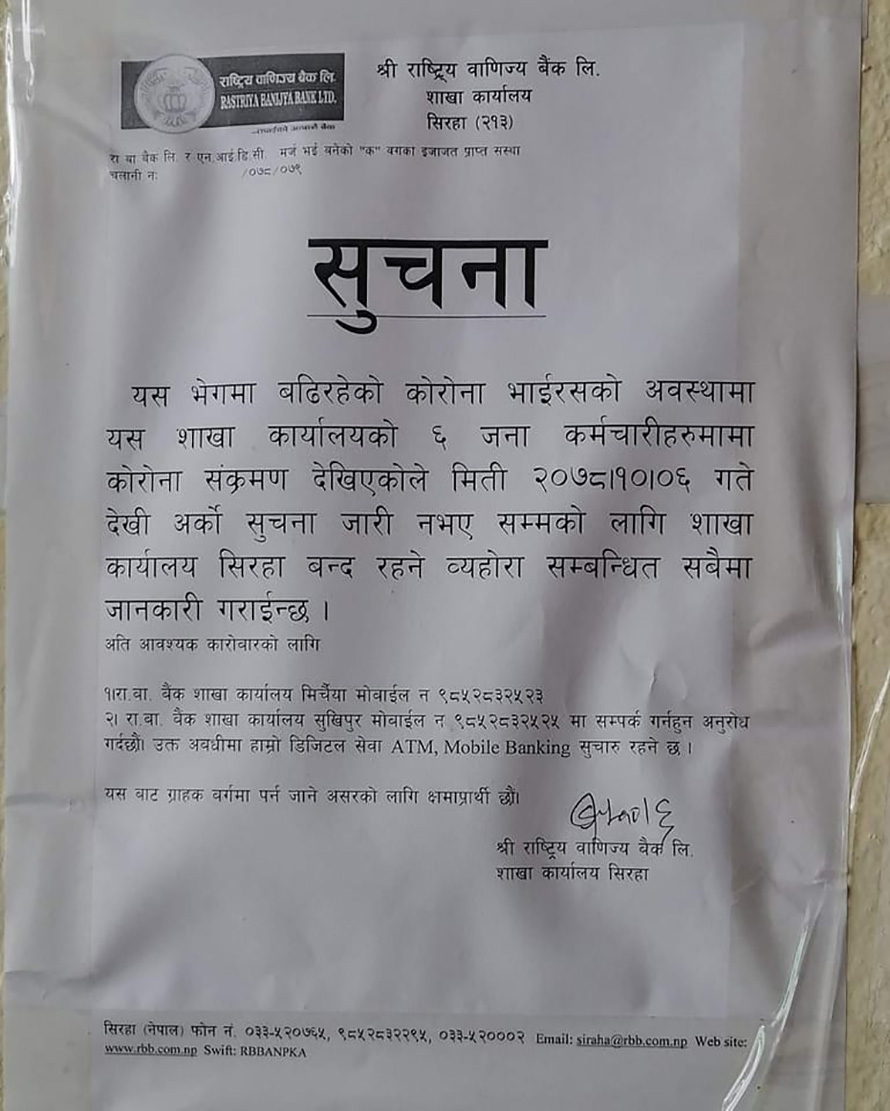 राष्ट्रिय वाणिज्य बैंक लि.
RASTRIYA BANIJYA BANK LTD.
श्री राष्ट्रिय वाणिज्य बैंक लि.
शाखा कार्यालय
सिरहा (२१३)
रा बा बैंक लि र एन.आई.डि सी मर्ज भई बनेको "क" वगका इजाजत प्राप्त संस्था
चलानी नः /०७८/०७९
सुचना
यस भेगमा बढिरहेको कोरोना भाईरसको अवस्थामा
यस शाखा कार्यालयको ६ जना कर्मचारीहरुमामा
कोरोना संक्रमण देखिएकोले मिती २०७८।१०।०६ गते
देखी अर्को सुचना जारी नभए सम्मको लागि शाखा
कार्यालय सिरहा बन्द रहने व्यहोरा सम्बन्धित सबैमा
जानकारी गराईन्छ ।
अति आवश्यक कारोवारको लागि
१।रा.वा. बैंक शाखा कार्यालय मिर्चैया मोवाईल न ९८५२८३२५२३
२। रा.बा. बैंक शाखा कार्यालय सुखिपुर मोवाईल न ९८५२८३२५२५ मा सम्पर्क गर्नहुन अनुरोध
गर्दछौं। उक्त अवधीमा हाम्रो डिजिटल सेवा ATM, Mobile Banking सुचारु रहने छ ।
यस बाट ग्राहक वर्गमा पर्न जाने असरको लागि क्षमाप्रार्थी छौं।
श्री राष्ट्रिय वाणिज्य बैंक लि.
शाखा कार्यालय सिरहा
सिरहा (नेपाल) फोन नं. ०३३-५२०७६५, ९८५२८३२२९५, ०३३-५२०००२ Email: siraha@rbb.com.np Web site:
www.rbb.com.np Swift: RBBANPKA